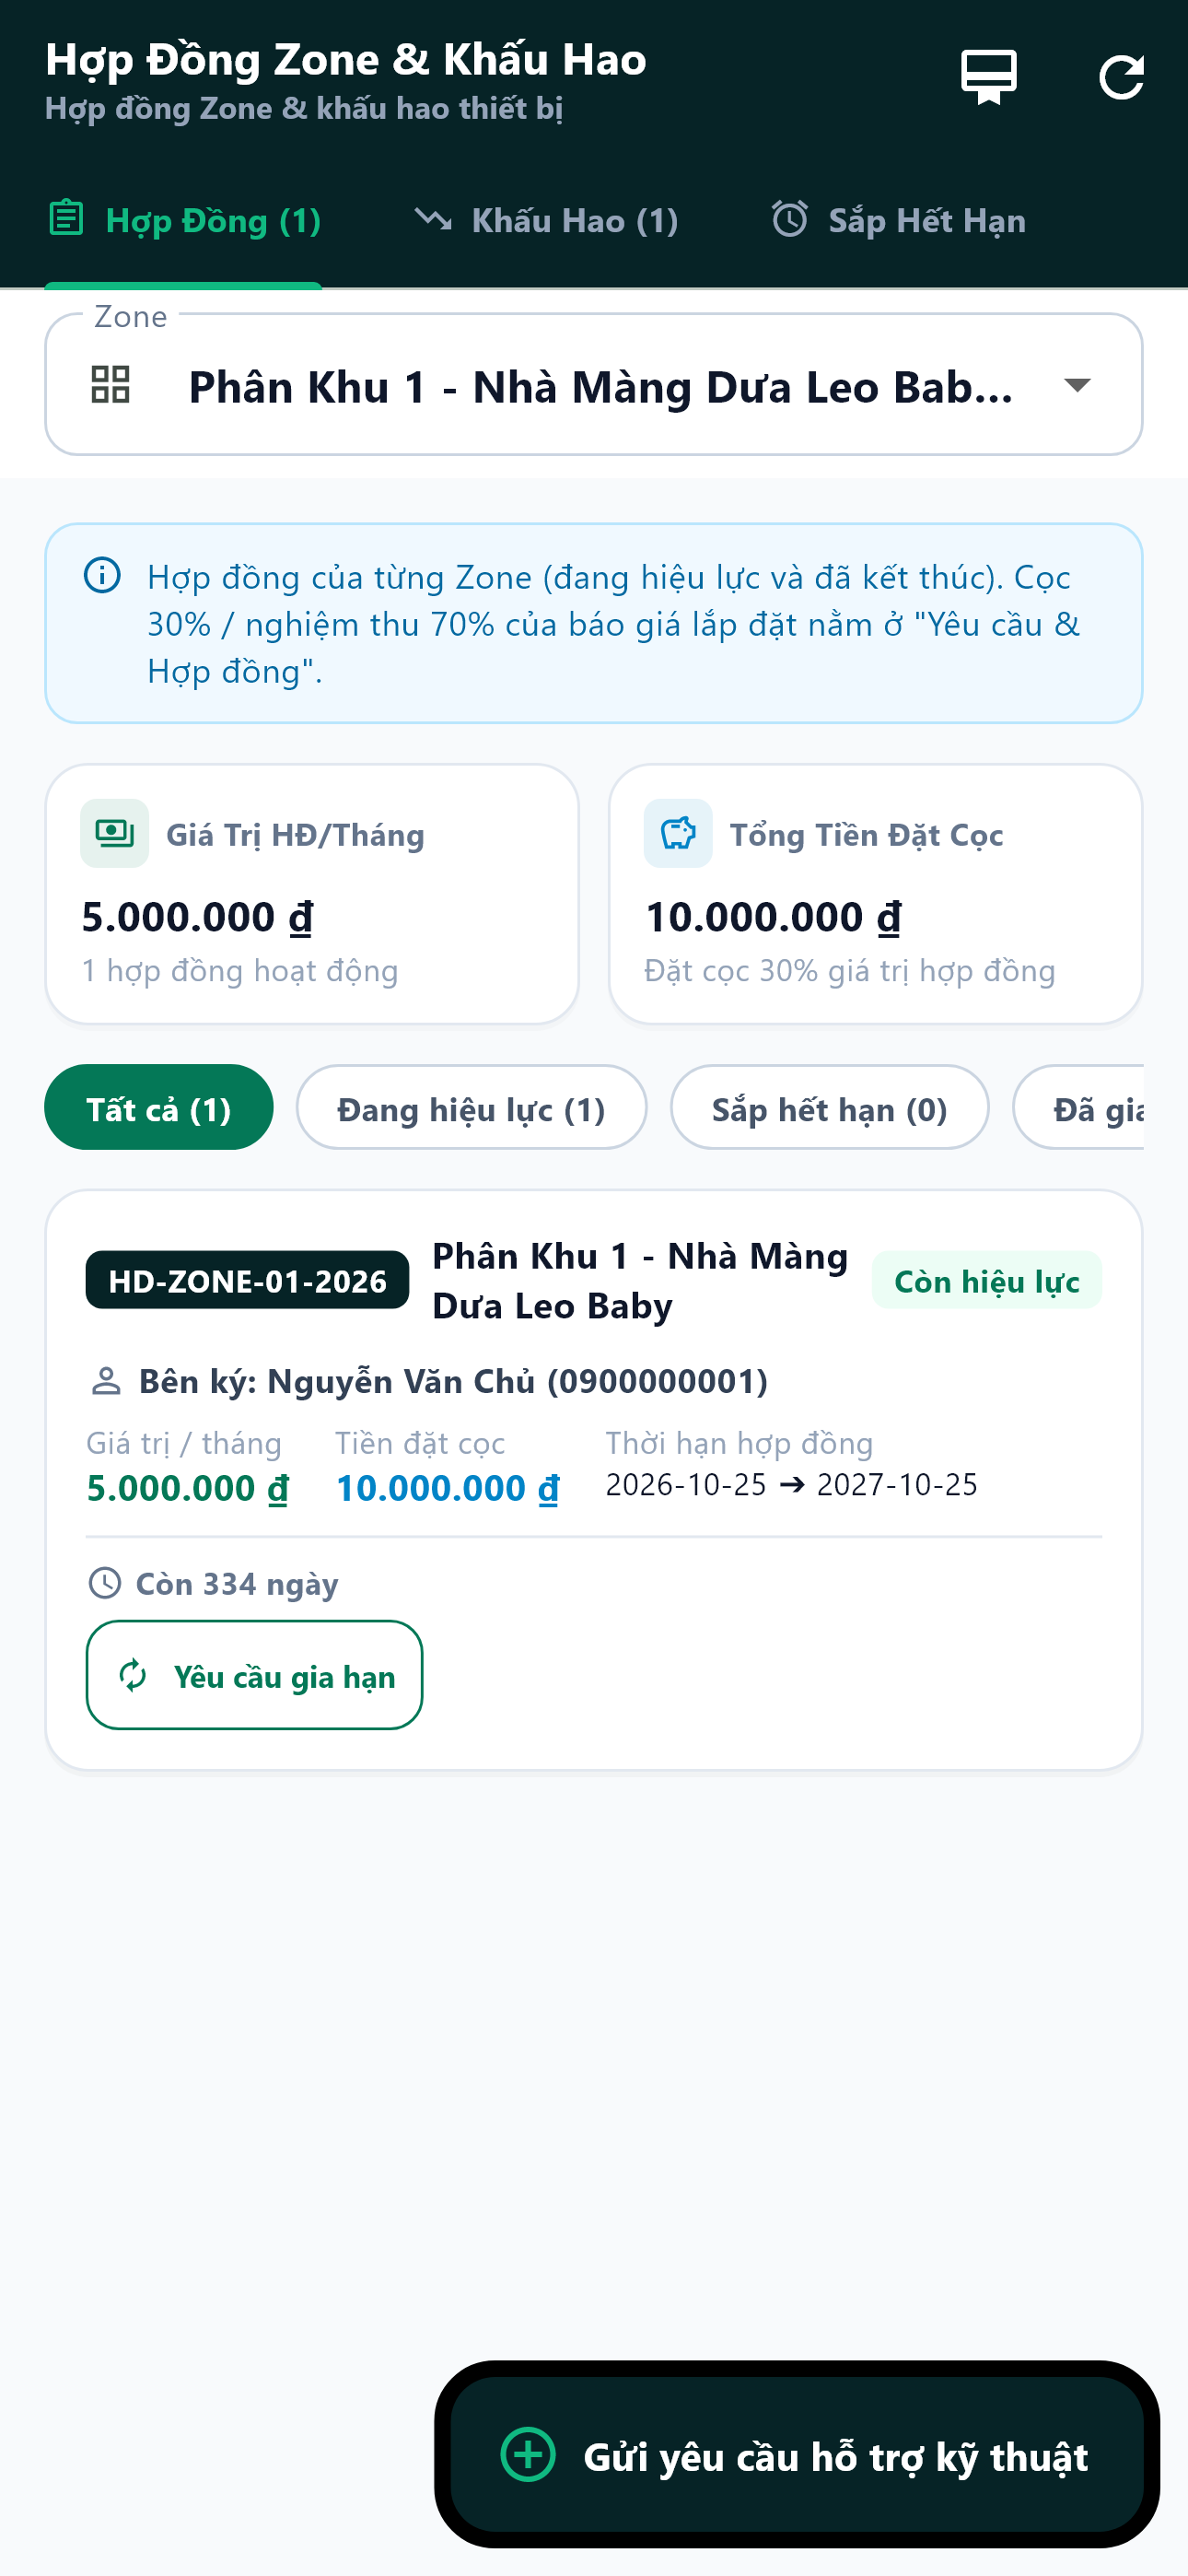 Hợp Đồng Zone & Khấu Hao
Hợp đồng Zone & khấu hao thiết bị
Hợp Đồng (1)
Khấu Hao (1)
Sắp Hết Hạn
Zone
Phân Khu 1 - Nhà Màng Dưa Leo Bab...
Hợp đồng của từng Zone (đang hiệu lực và đã kết thúc). Cọc
30% / nghiệm thu 70% của báo giá lắp đặt nằm ở "Yêu cầu &
Hợp đồng".
Giá Trị HĐ/Tháng
5.000.000 ₫
1 hợp đồng hoạt động
Tổng Tiền Đặt Cọc
10.000.000 ₫
Đặt cọc 30% giá trị hợp đồng
Tất cả (1)
Đang hiệu lực (1)
Sắp hết hạn (0)
Đã gia
HD-ZONE-01-2026
Phân Khu 1 - Nhà Màng
Dưa Leo Baby
Còn hiệu lực
Bên ký: Nguyễn Văn Chủ (0900000001)
Giá trị / tháng
5.000.000 ₫
Tiền đặt cọc
10.000.000 ₫
Thời hạn hợp đồng
2026-10-25 → 2027-10-25
Còn 334 ngày
Yêu cầu gia hạn
Gửi yêu cầu hỗ trợ kỹ thuật